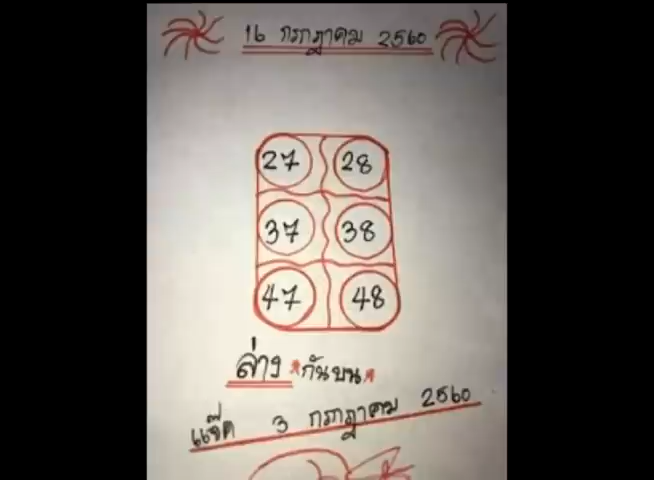 16 กรกฎาคม 2560
27 28
37 38
47 48
ล่าง *กันบน*
แจ๊ค 3 กรกฎาคม 2560